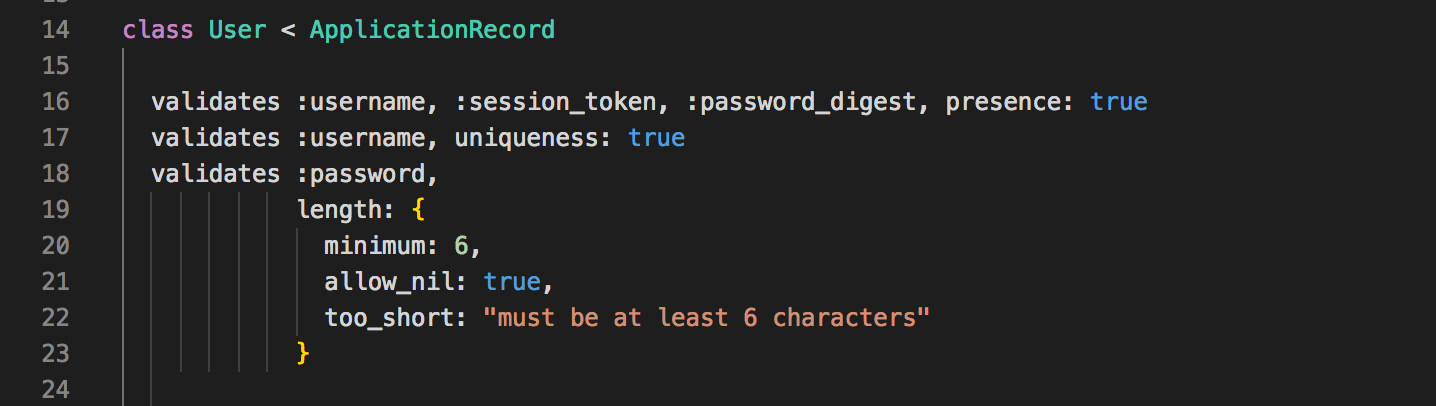 14 class User < ApplicationRecord
15
16 validates :username, :session_token, :password_digest, presence: true
17 validates :username, uniqueness: true
18 validates :password,
19 length: {
20 minimum: 6,
21 allow_nil: true,
22 too_short: "must be at least 6 characters"
23 }
24